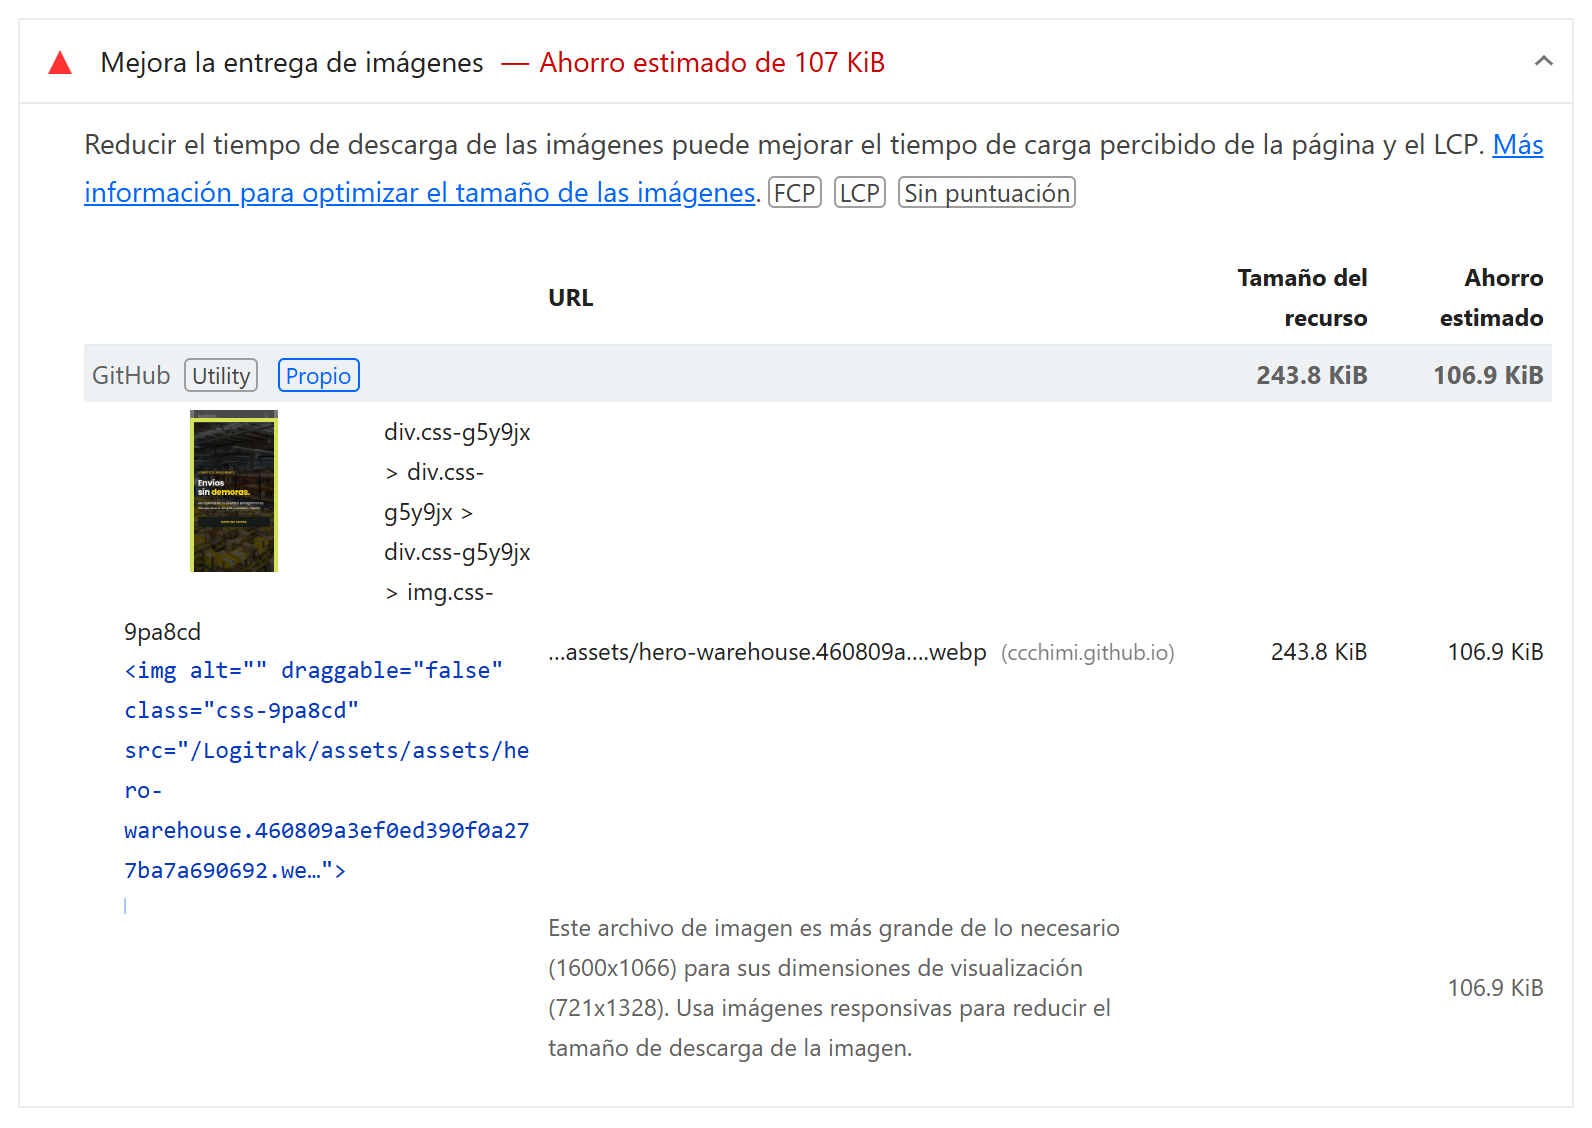 Mejora la entrega de imágenes — Ahorro estimado de 107 KiB
Reducir el tiempo de descarga de las imágenes puede mejorar el tiempo de carga percibido de la página y el LCP. Más
información para optimizar el tamaño de las imágenes. FCP LCP Sin puntuación
URL
Tamaño del
recurso
Ahorro
estimado
GitHub Utility Propio 243.8 KiB 106.9 KiB
Envíos
sin demoras.
div.css-g5y9jx
> div.css-
g5y9jx >
div.css-g5y9jx
> img.css-
9pa8cd
<img alt="" draggable="false"
class="css-9pa8cd"
src="/Logitrak/assets/assets/he
ro-
warehouse.460809a3ef0ed390f0a27
7ba7a690692.we…">
…assets/hero-warehouse.460809a….webp (ccchimi.github.io) 243.8 KiB 106.9 KiB
Este archivo de imagen es más grande de lo necesario
(1600x1066) para sus dimensiones de visualización
(721x1328). Usa imágenes responsivas para reducir el
tamaño de descarga de la imagen.
106.9 KiB